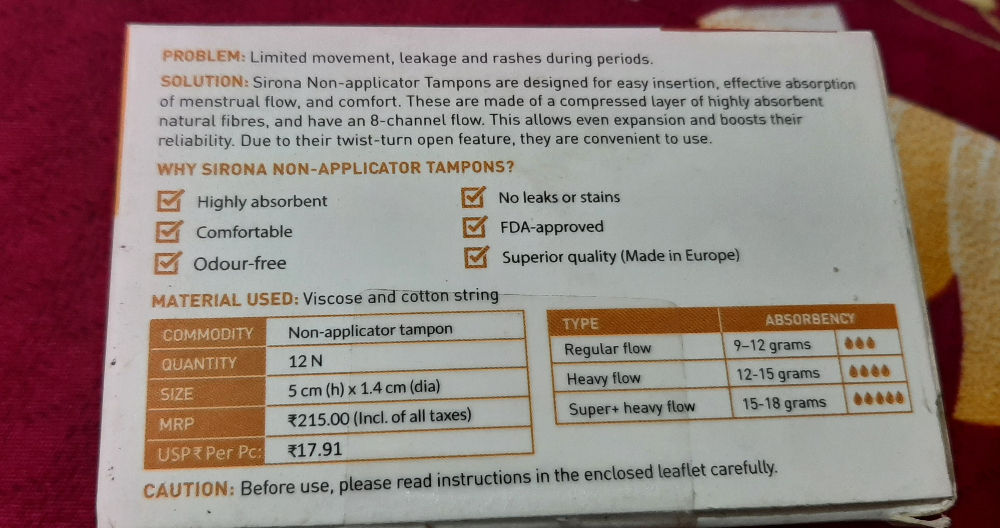 PROBLEM: Limited movement, leakage and rashes during periods.
SOLUTION: Sirona Non-applicator Tampons are designed for easy insertion, effective absorption
of menstrual flow, and comfort. These are made of a compressed layer of highly absorbent
natural fibres, and have an 8-channel flow. This allows even expansion and boosts their
reliability. Due to their twist-turn open feature, they are convenient to use.
WHY SIRONA NON-APPLICATOR TAMPONS?
Highly absorbent
No leaks or stains
Comfortable
FDA-approved
Odour-free
Superior quality (Made in Europe)
MATERIAL USED: Viscose and cotton string
COMMODITY Non-applicator tampon
QUANTITY 12 N
SIZE 5 cm (h) x 1.4 cm (dia)
MRP ₹215.00 (Incl. of all taxes)
USP ₹ Per Pc: ₹17.91
TYPE ABSORBENCY
Regular flow 9–12 grams
Heavy flow 12-15 grams
Super+ heavy flow 15-18 grams
CAUTION: Before use, please read instructions in the enclosed leaflet carefully.